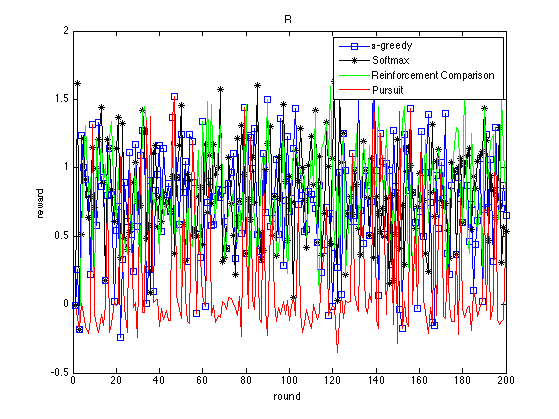 R
2
1.5
1
0.5
0
-0.5
reward
0 20 40 60 80 100 120 140 160 180 200
round
ε-greedy
Softmax
Reinforcement Comparison
Pursuit